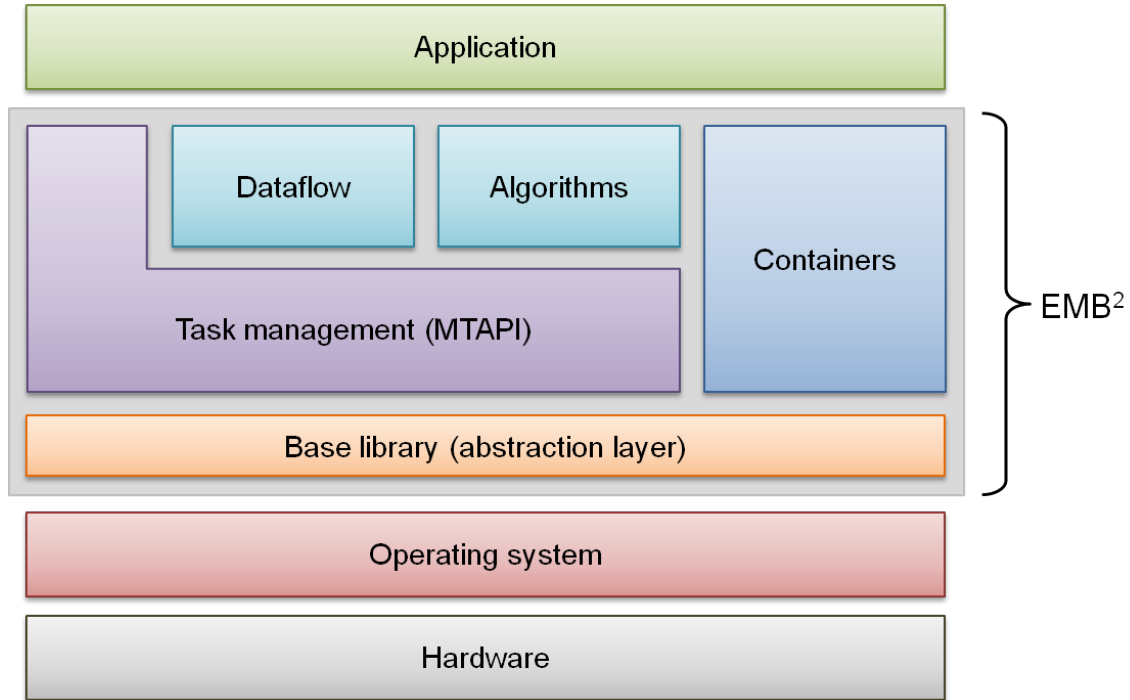 Application
Dataflow
Algorithms
Containers
Task management (MTAPI)
EMB²
Base library (abstraction layer)
Operating system
Hardware